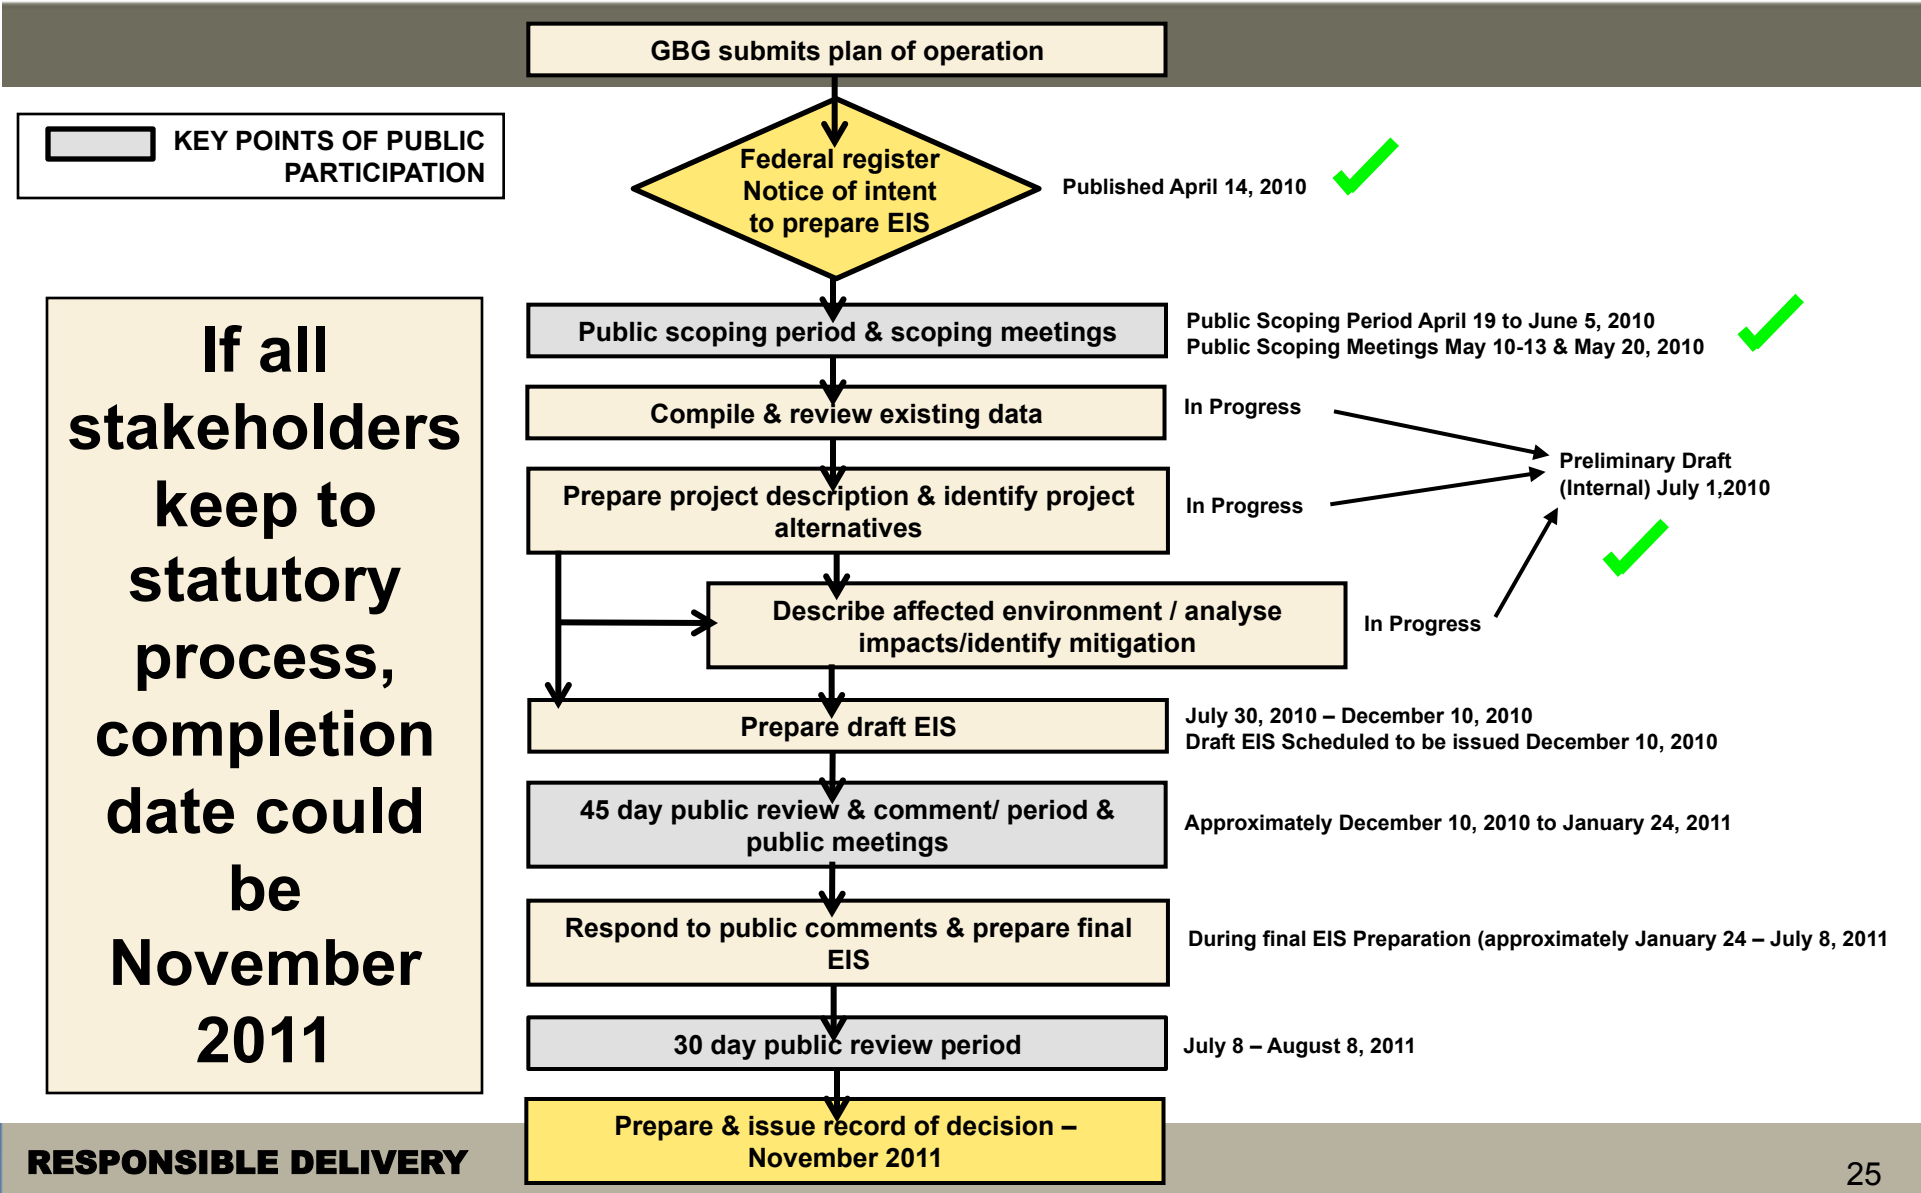 GBG submits plan of operation
KEY POINTS OF PUBLIC
PARTICIPATION
Federal register
Notice of intent
to prepare EIS
Published April 14, 2010
If all
stakeholders
keep to
statutory
process,
completion
date could
be
November
2011
Public scoping period & scoping meetings
Public Scoping Period April 19 to June 5, 2010
Public Scoping Meetings May 10-13 & May 20, 2010
Compile & review existing data
In Progress
Preliminary Draft
(Internal) July 1,2010
Prepare project description & identify project
alternatives
In Progress
Describe affected environment / analyse
impacts/identify mitigation
In Progress
Prepare draft EIS
July 30, 2010 – December 10, 2010
Draft EIS Scheduled to be issued December 10, 2010
45 day public review & comment/ period &
public meetings
Approximately December 10, 2010 to January 24, 2011
Respond to public comments & prepare final
EIS
During final EIS Preparation (approximately January 24 – July 8, 2011
30 day public review period
July 8 – August 8, 2011
Prepare & issue record of decision –
November 2011
RESPONSIBLE DELIVERY
25